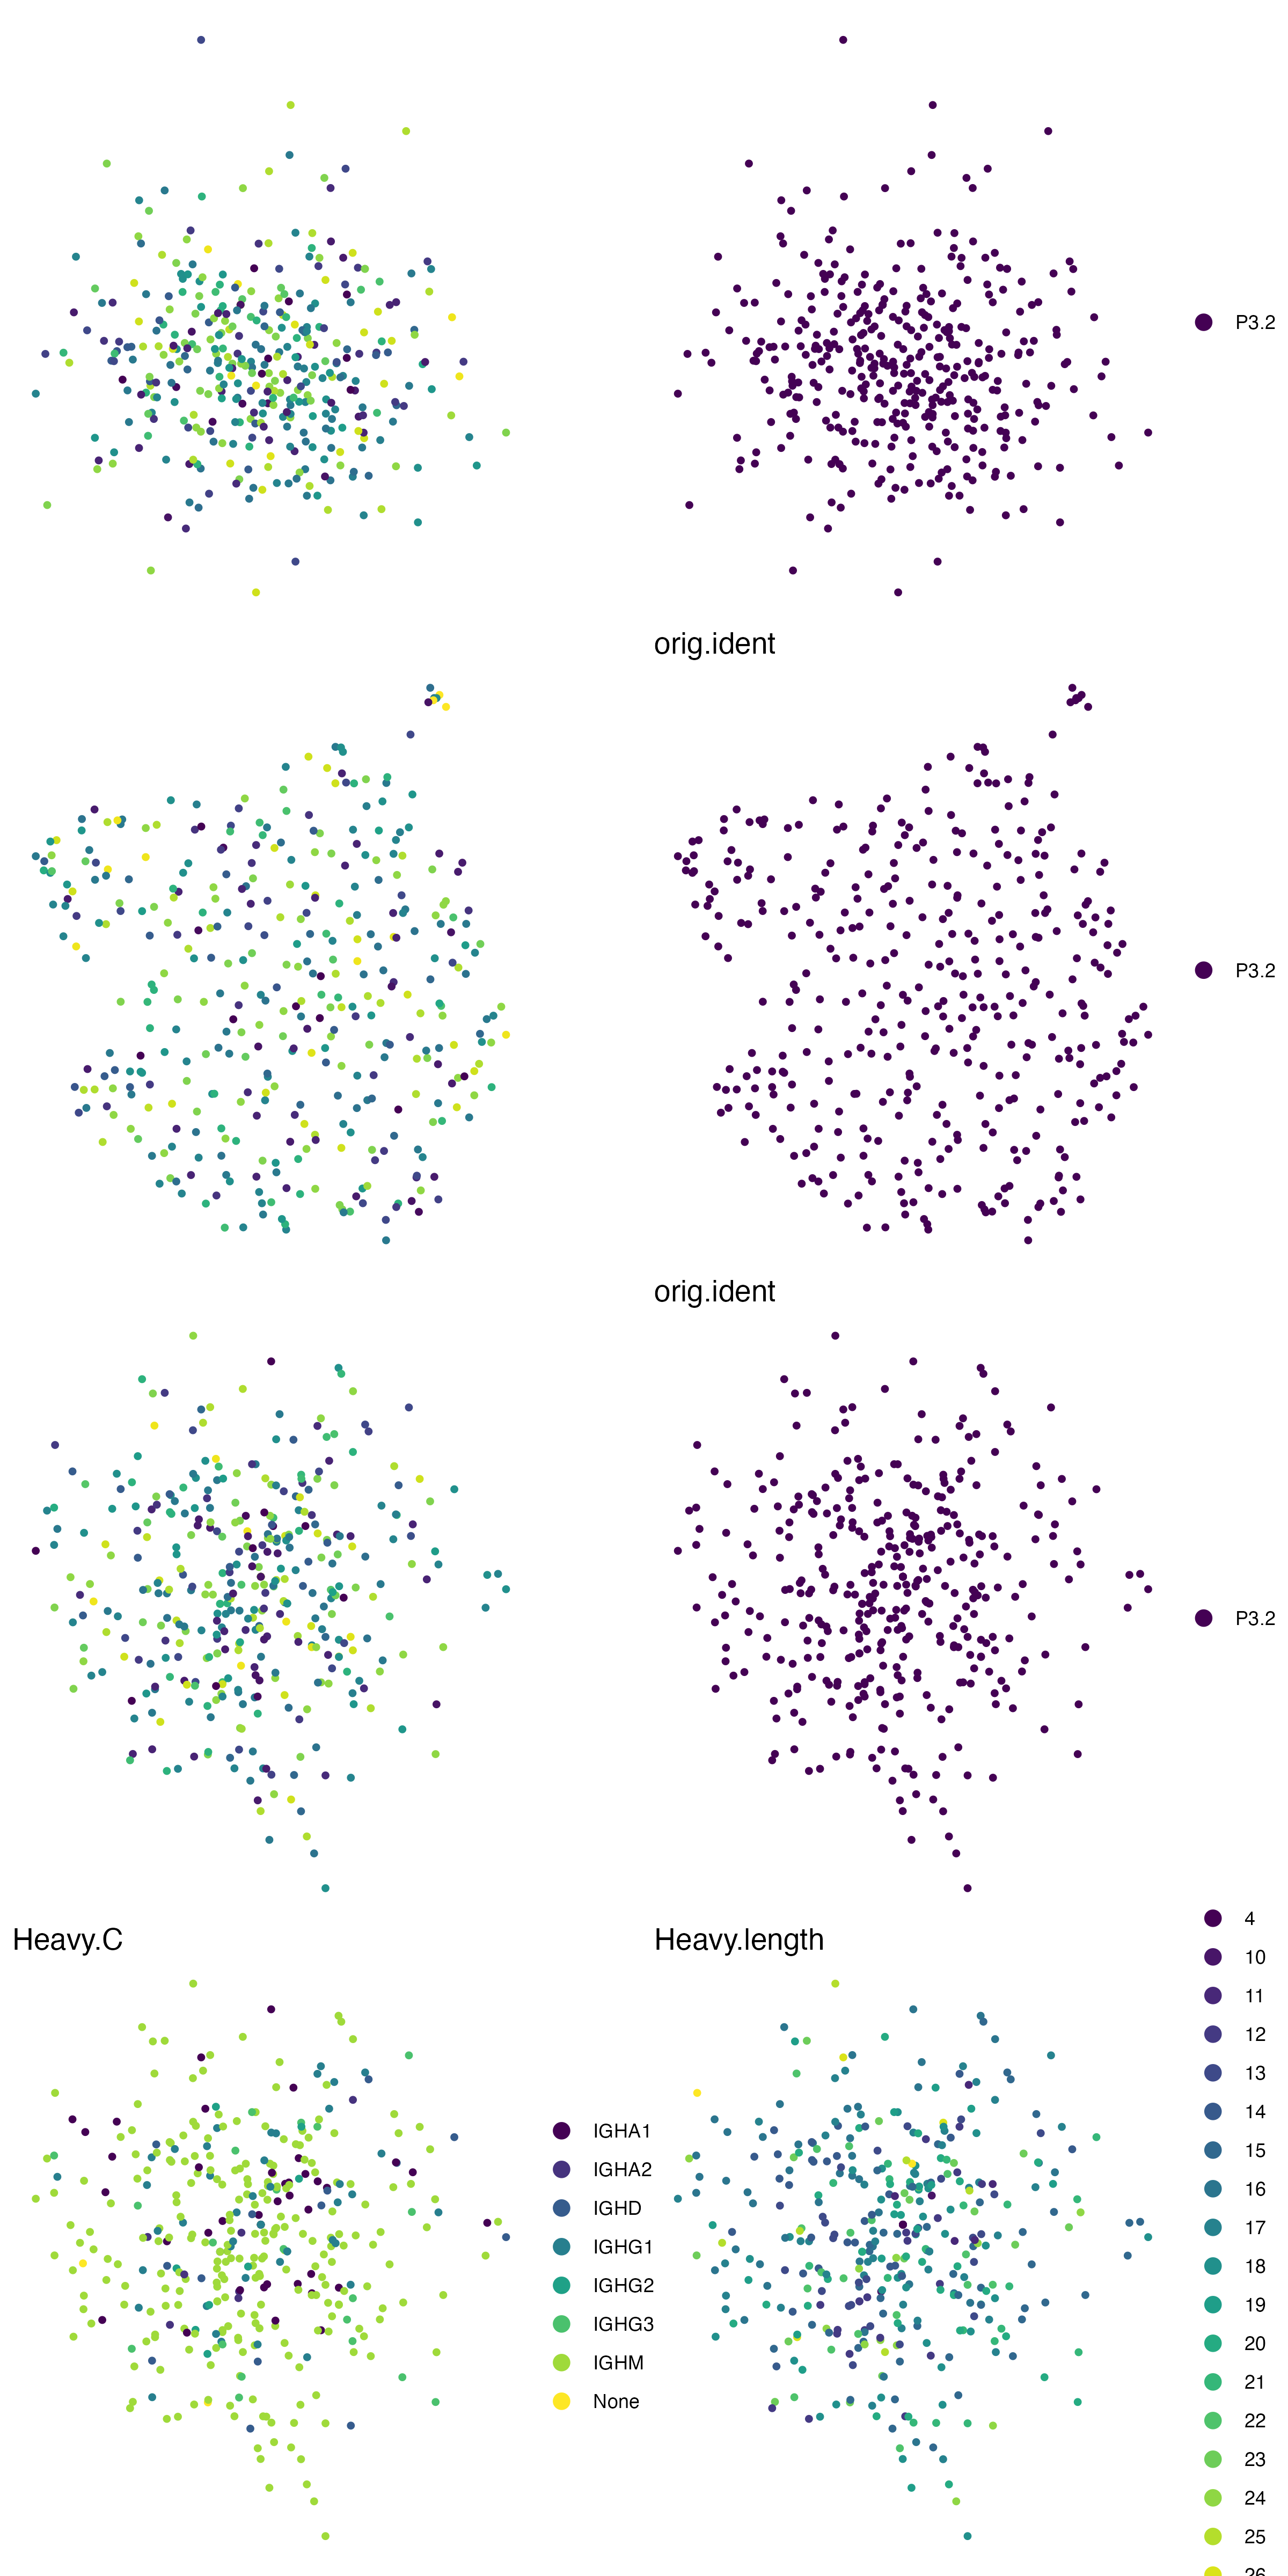 P3.2
orig.ident
P3.2
orig.ident
P3.2
Heavy.C
IGHA1
IGHA2
IGHD
IGHG1
IGHG2
IGHG3
IGHM
None
Heavy.length
4
10
11
12
13
14
15
16
17
18
19
20
21
22
23
24
25
26